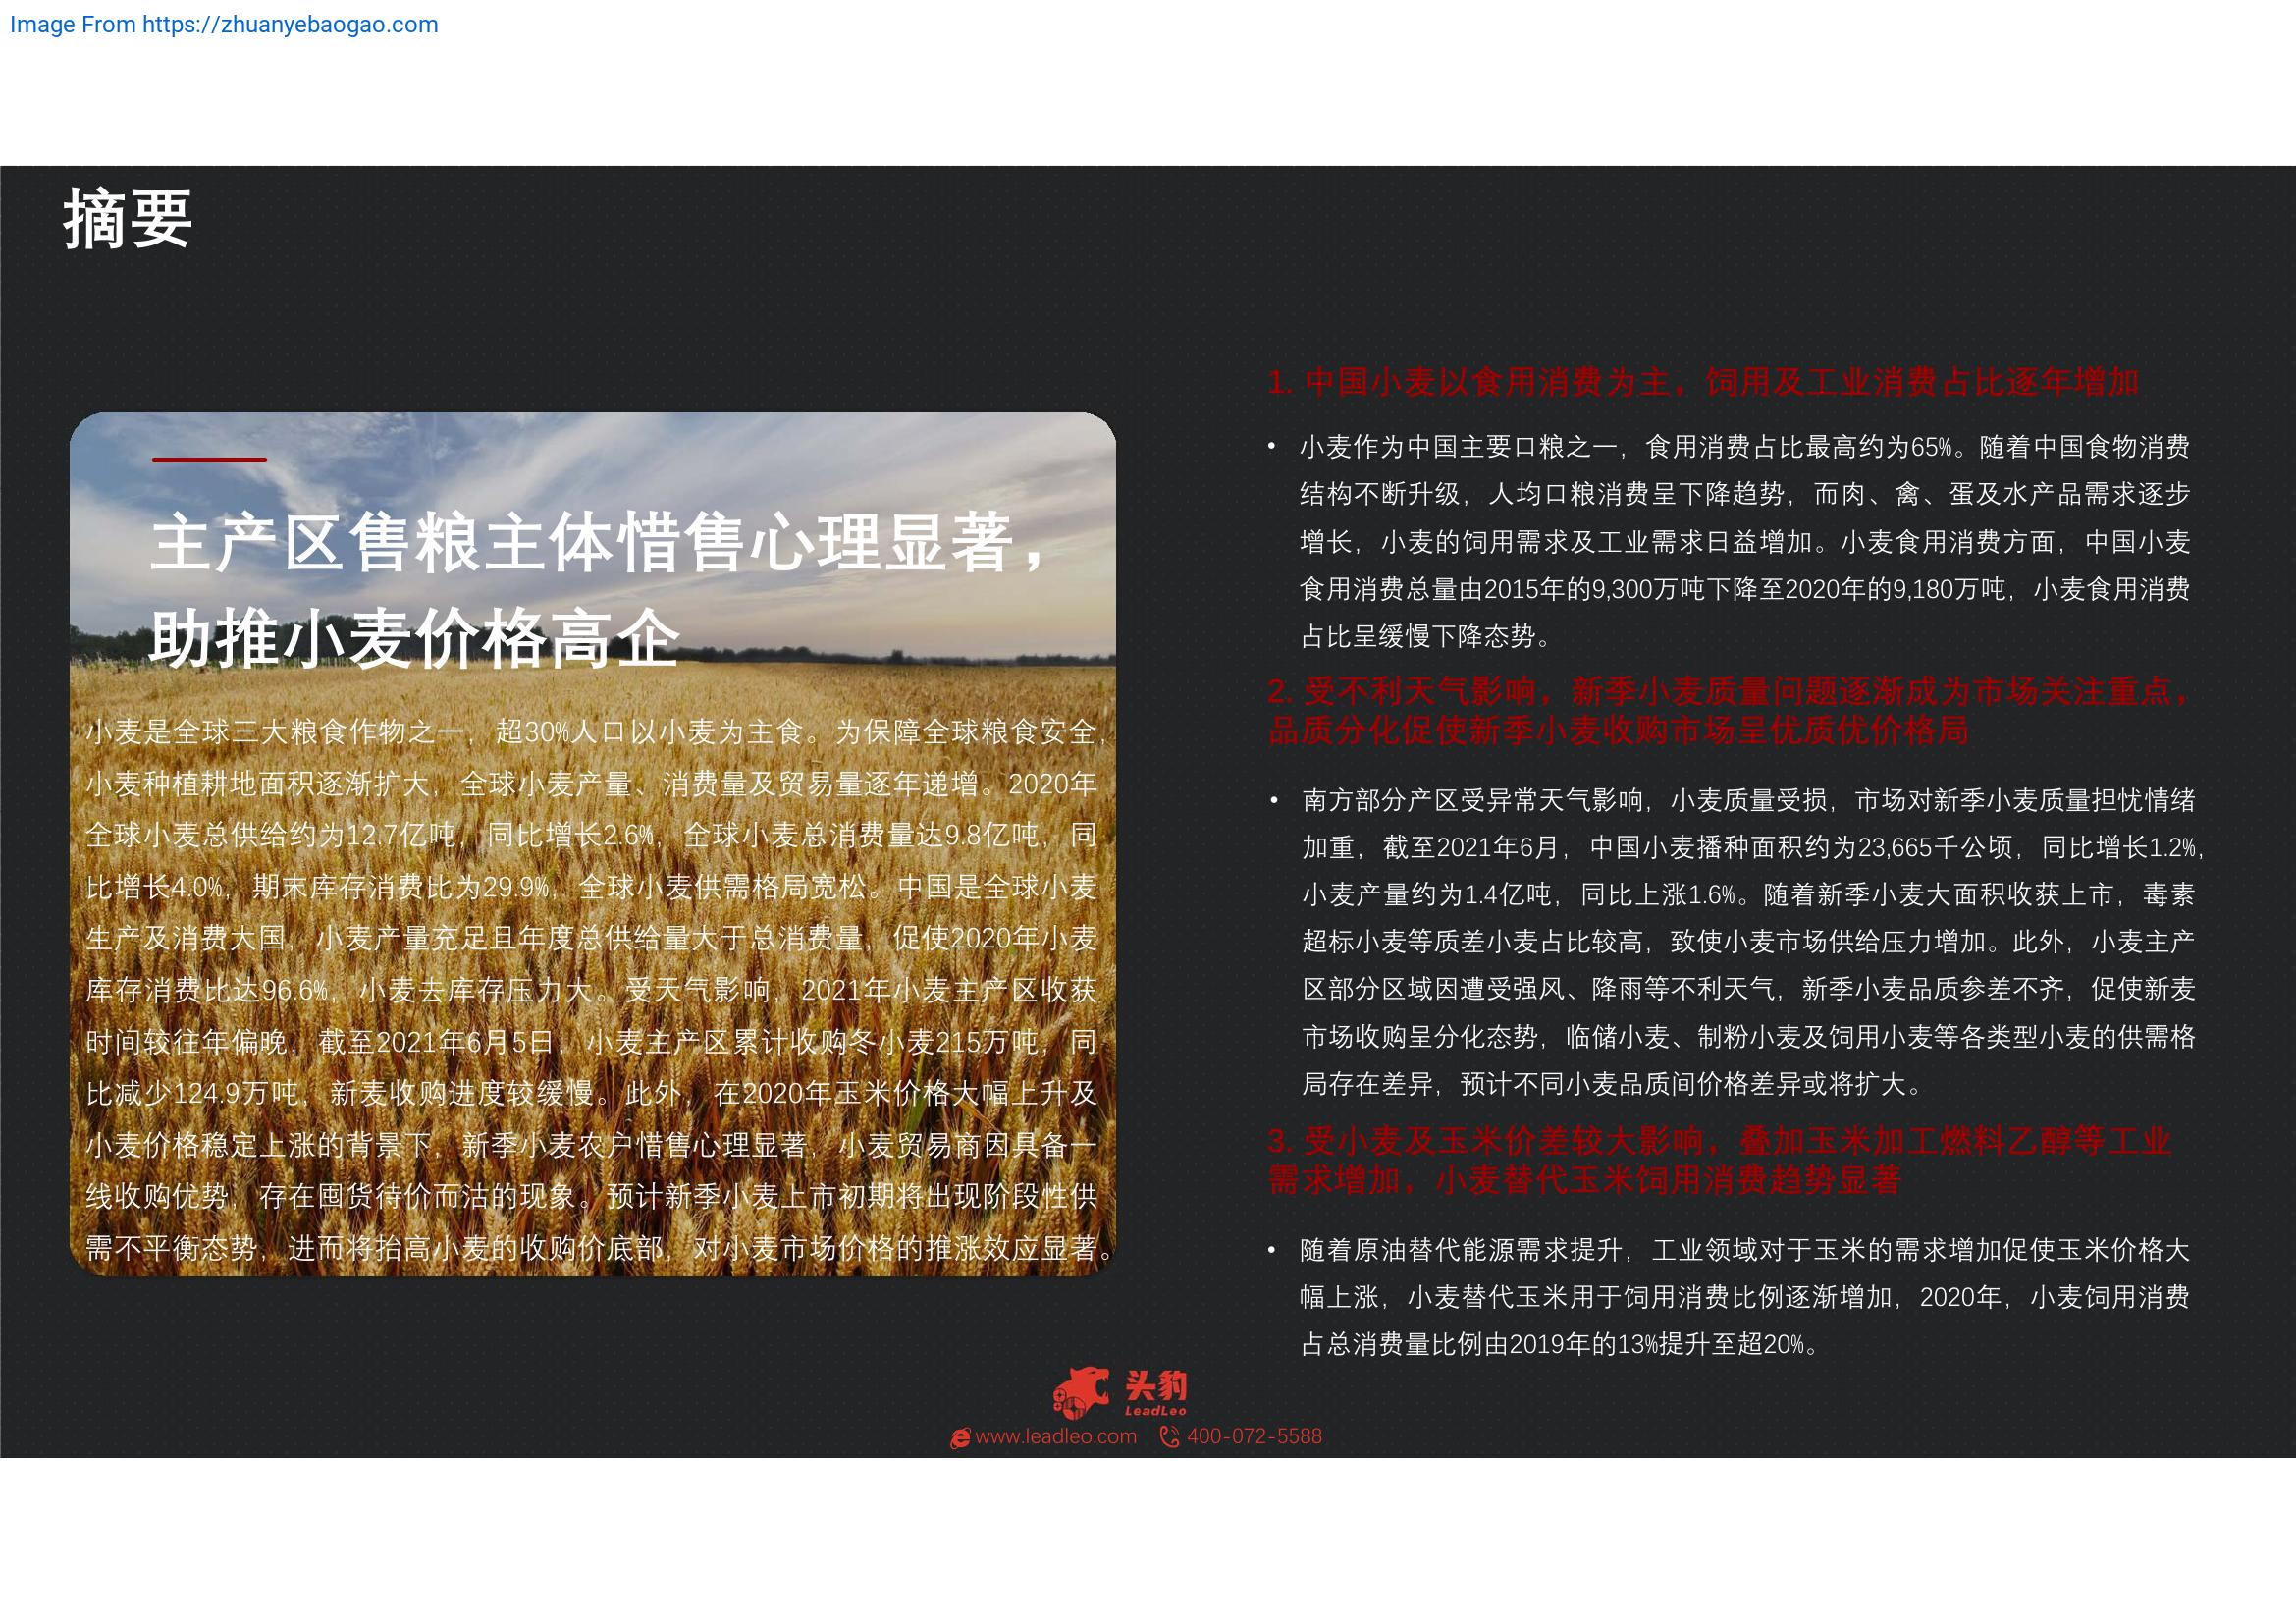 Image From https://zhuanyebaogao.com
摘要
主产区售粮主体惜售心理显著，
助推小麦价格高企
小麦是全球三大粮食作物之一，超30%人口以小麦为主食。为保障全球粮食安全，
小麦种植耕地面积逐渐扩大，全球小麦产量、消费量及贸易量逐年递增。2020年
全球小麦总供给约为12.7亿吨，同比增长2.6%，全球小麦总消费量达9.8亿吨，同
比增长4.0%，期末库存消费比为29.9%，全球小麦供需格局宽松。中国是全球小麦
生产及消费大国，小麦产量充足且年度总供给量大于总消费量，促使2020年小麦
库存消费比达96.6%，小麦去库存压力大。受天气影响，2021年小麦主产区收获
时间较往年偏晚，截至2021年6月5日，小麦主产区累计收购冬小麦215万吨，同
比减少124.9万吨，新麦收购进度较缓慢。此外，在2020年玉米价格大幅上升及
小麦价格稳定上涨的背景下，新季小麦农户惜售心理显著，小麦贸易商因具备一
线收购优势，存在囤货待价而沽的现象。预计新季小麦上市初期将出现阶段性供
需不平衡态势，进而将抬高小麦的收购价底部，对小麦市场价格的推涨效应显著。
1. 中国小麦以食用消费为主，饲用及工业消费占比逐年增加
• 小麦作为中国主要口粮之一，食用消费占比最高约为65%。随着中国食物消费
结构不断升级，人均口粮消费呈下降趋势，而肉、禽、蛋及水产品需求逐步
增长，小麦的饲用需求及工业需求日益增加。小麦食用消费方面，中国小麦
食用消费总量由2015年的9,300万吨下降至2020年的9,180万吨，小麦食用消费
占比呈缓慢下降态势。
2. 受不利天气影响，新季小麦质量问题逐渐成为市场关注重点，
品质分化促使新季小麦收购市场呈优质优价格局
• 南方部分产区受异常天气影响，小麦质量受损，市场对新季小麦质量担忧情绪
加重，截至2021年6月，中国小麦播种面积约为23,665千公顷，同比增长1.2%，
小麦产量约为1.4亿吨，同比上涨1.6%。随着新季小麦大面积收获上市，毒素
超标小麦等质差小麦占比较高，致使小麦市场供给压力增加。此外，小麦主产
区部分区域因遭受强风、降雨等不利天气，新季小麦品质参差不齐，促使新麦
市场收购呈分化态势，临储小麦、制粉小麦及饲用小麦等各类型小麦的供需格
局存在差异，预计不同小麦品质间价格差异或将扩大。
3. 受小麦及玉米价差较大影响，叠加玉米加工燃料乙醇等工业
需求增加，小麦替代玉米饲用消费趋势显著
• 随着原油替代能源需求提升，工业领域对于玉米的需求增加促使玉米价格大
幅上涨，小麦替代玉米用于饲用消费比例逐渐增加，2020年，小麦饲用消费
占总消费量比例由2019年的13%提升至超20%。
头豹
LeadLeo
www.leadleo.com 400-072-5588